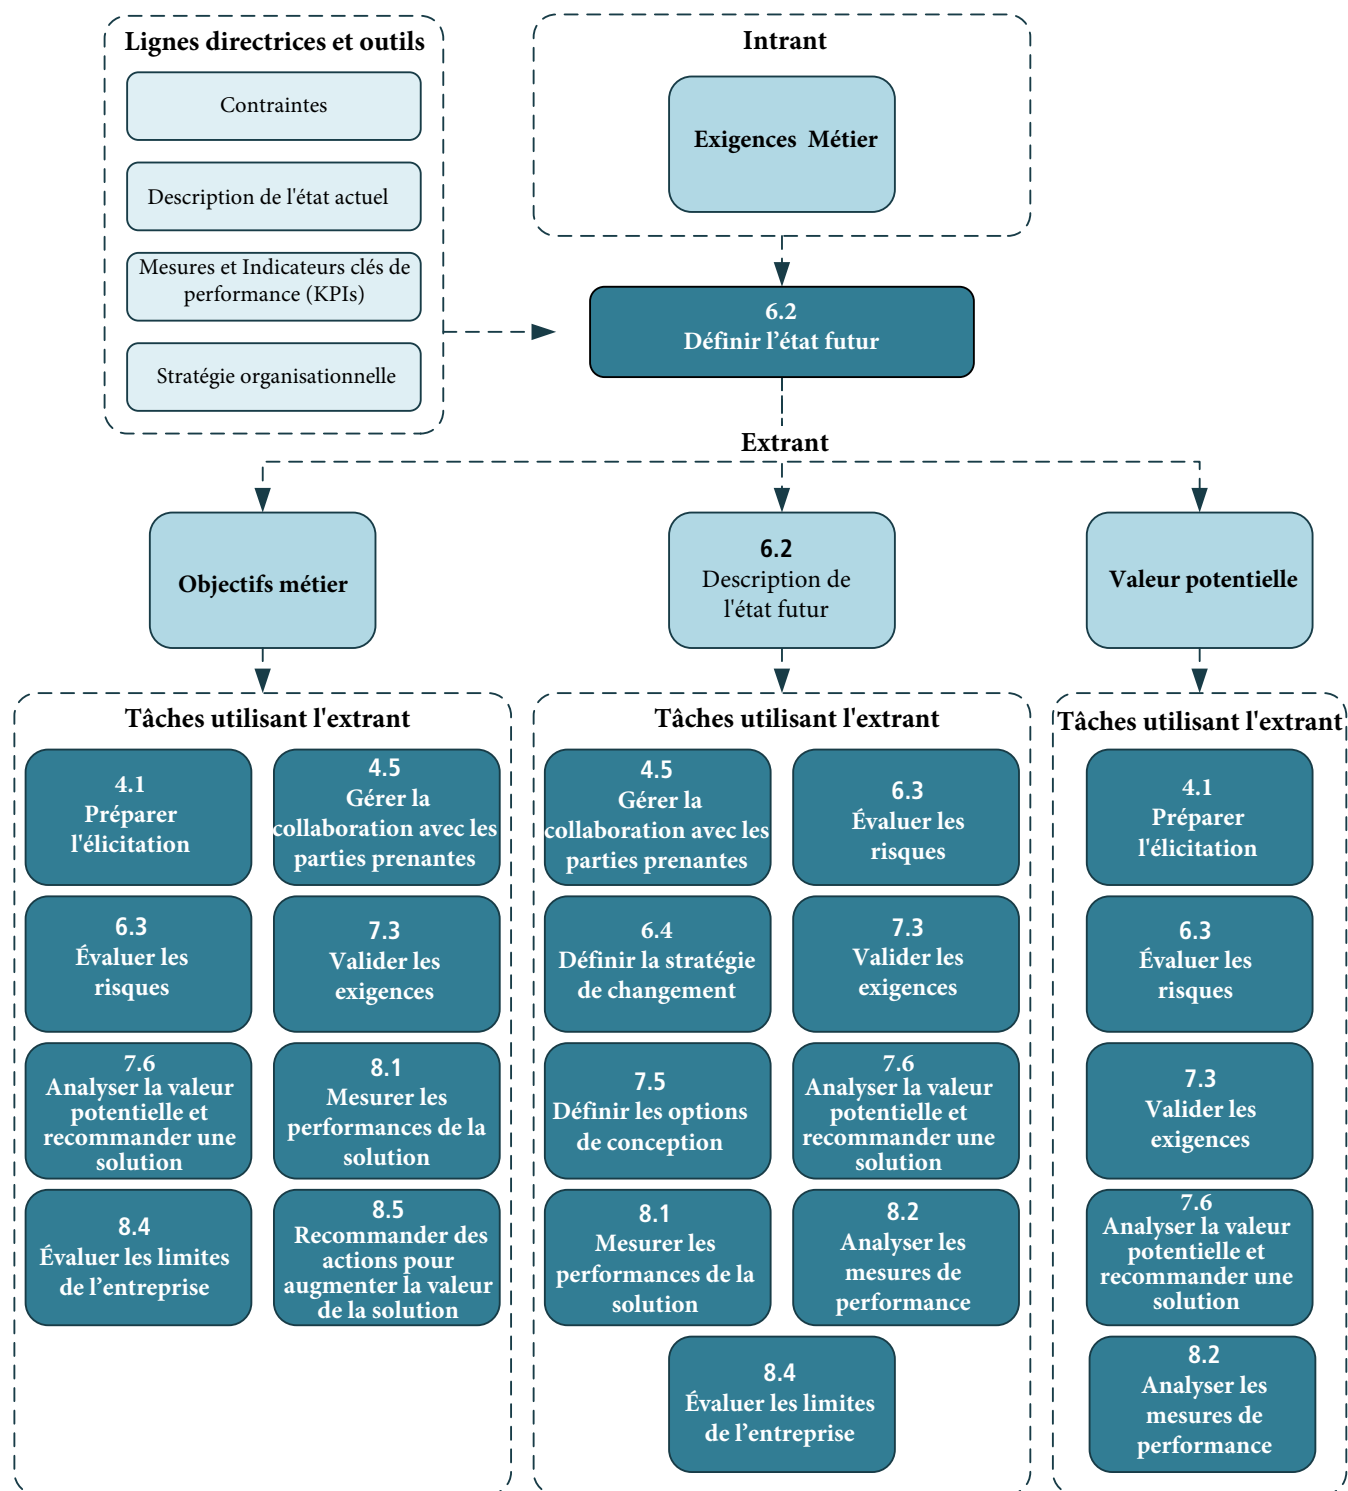 Lignes directrices et outils
Contraintes
Description de l'état actuel
Mesures et Indicateurs clés de
performance (KPIs)
Stratégie organisationnelle
Intrant
Exigences Métier
6.2
Définir l’état futur
Extrant
Objectifs métier
6.2
Description de
l'état futur
Valeur potentielle
Tâches utilisant l'extrant
4.1
Préparer
l'élicitation
4.5
Gérer la
collaboration avec les
parties prenantes
6.3
Évaluer les
risques
7.3
Valider les
exigences
7.6
Analyser la valeur
potentielle et
recommander une
solution
8.1
Mesurer les
performances de la
solution
8.4
Évaluer les limites
de l’entreprise
8.5
Recommander des
actions pour
augmenter la valeur
de la solution
Tâches utilisant l'extrant
4.5
Gérer la
collaboration avec les
parties prenantes
6.3
Évaluer les
risques
6.4
Définir la stratégie
de changement
7.3
Valider les
exigences
7.5
Définir les options
de conception
7.6
Analyser la valeur
potentielle et
recommander une
solution
8.1
Mesurer les
performances de la
solution
8.2
Analyser les
mesures de
performance
8.4
Évaluer les limites
de l’entreprise
Tâches utilisant l'extrant
4.1
Préparer
l'élicitation
6.3
Évaluer les
risques
7.3
Valider les
exigences
7.6
Analyser la valeur
potentielle et
recommander une
solution
8.2
Analyser les
mesures de
performance